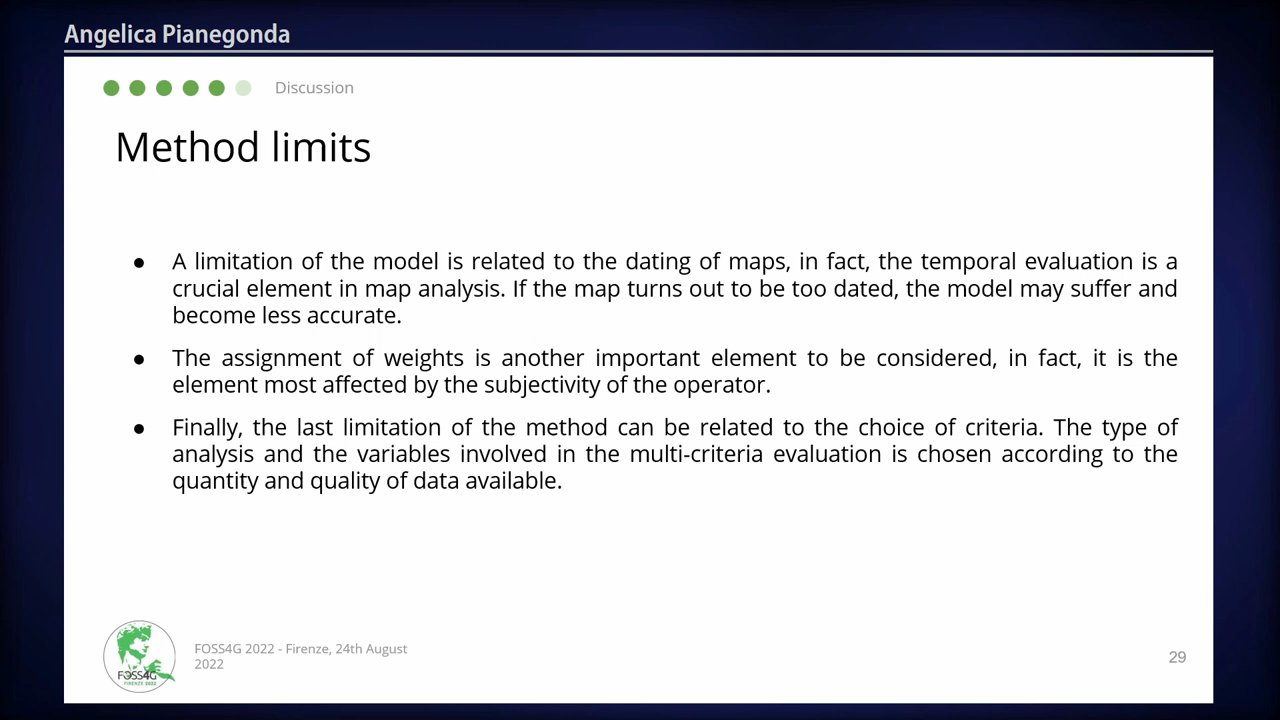 Angelica Pianegonda
Discussion
Method limits
● A limitation of the model is related to the dating of maps, in fact, the temporal evaluation is a
crucial element in map analysis. If the map turns out to be too dated, the model may suffer and
become less accurate.
● The assignment of weights is another important element to be considered, in fact, it is the
element most affected by the subjectivity of the operator.
● Finally, the last limitation of the method can be related to the choice of criteria. The type of
analysis and the variables involved in the multi-criteria evaluation is chosen according to the
quantity and quality of data available.
FOSS4G
FIRENZE 2022
FOSS4G 2022 - Firenze, 24th August
2022
29